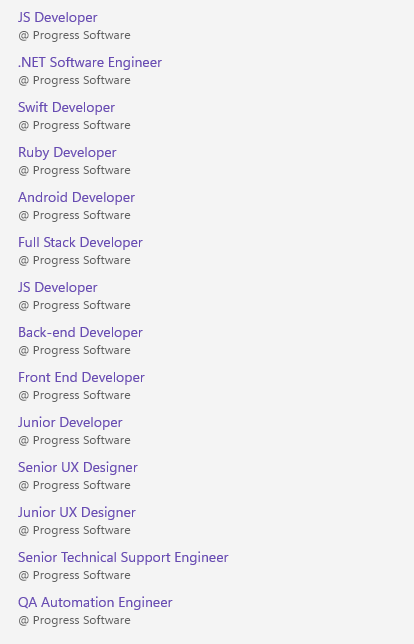 JS Developer
@ Progress Software
.NET Software Engineer
@ Progress Software
Swift Developer
@ Progress Software
Ruby Developer
@ Progress Software
Android Developer
@ Progress Software
Full Stack Developer
@ Progress Software
JS Developer
@ Progress Software
Back-end Developer
@ Progress Software
Front End Developer
@ Progress Software
Junior Developer
@ Progress Software
Senior UX Designer
@ Progress Software
Junior UX Designer
@ Progress Software
Senior Technical Support Engineer
@ Progress Software
QA Automation Engineer
@ Progress Software